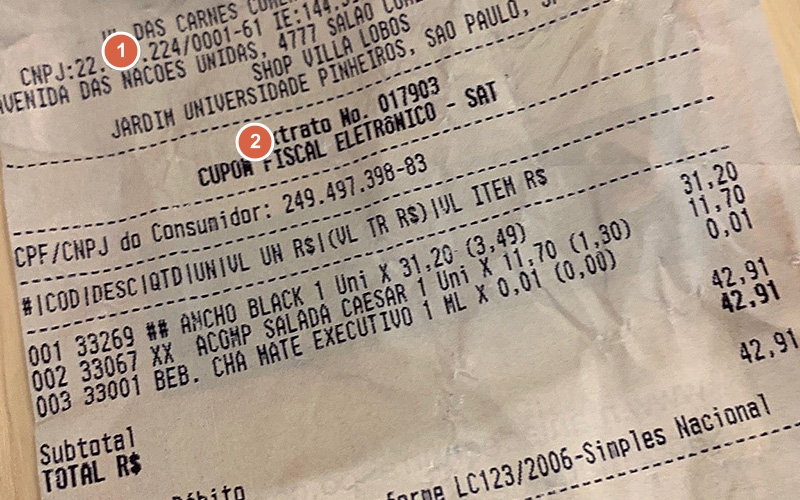 DAS CARNES
CNPJ:22. .224/0001-61 IE:144.
AVENIDA DAS NACOES UNIDAS, 4777 SALAO
SHOP VILLA LOBOS
JARDIM UNIVERSIDADE PINHEIROS, SAO PAULO,
No. 017903
CUPOM FISCAL ELETRôNICO - SAT
CPF/CNPJ do Consumidor: 249.497.398-83
#|COD|DESC|QTD|UN|VL UN R$|(VL TR R$)|VL ITEM R$
001 33269 ## ANCHO BLACK 1 Uni X 31,20 (3,49) 31,20
002 33067 XX ACOMP SALADA CAESAR 1 Uni X 11,70 (1,30) 11,70
003 33001 BEB. CHA MATE EXECUTIVO 1 ML X 0,01 (0,00) 0,01
Subtotal 42,91
TOTAL R$ 42,91
Débito 42,91
LC123/2006-Simples Nacional
1
2